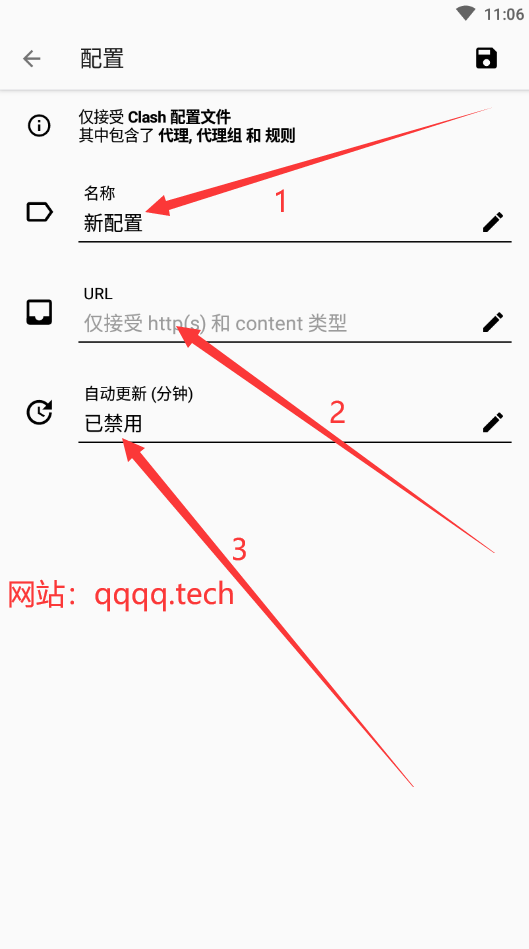 11:06
配置
仅接受 Clash 配置文件
其中包含了 代理, 代理组 和 规则
名称
1
新配置
URL
仅接受 http(s) 和 content 类型
自动更新 (分钟)
2
已禁用
3
网站：qqqq.tech